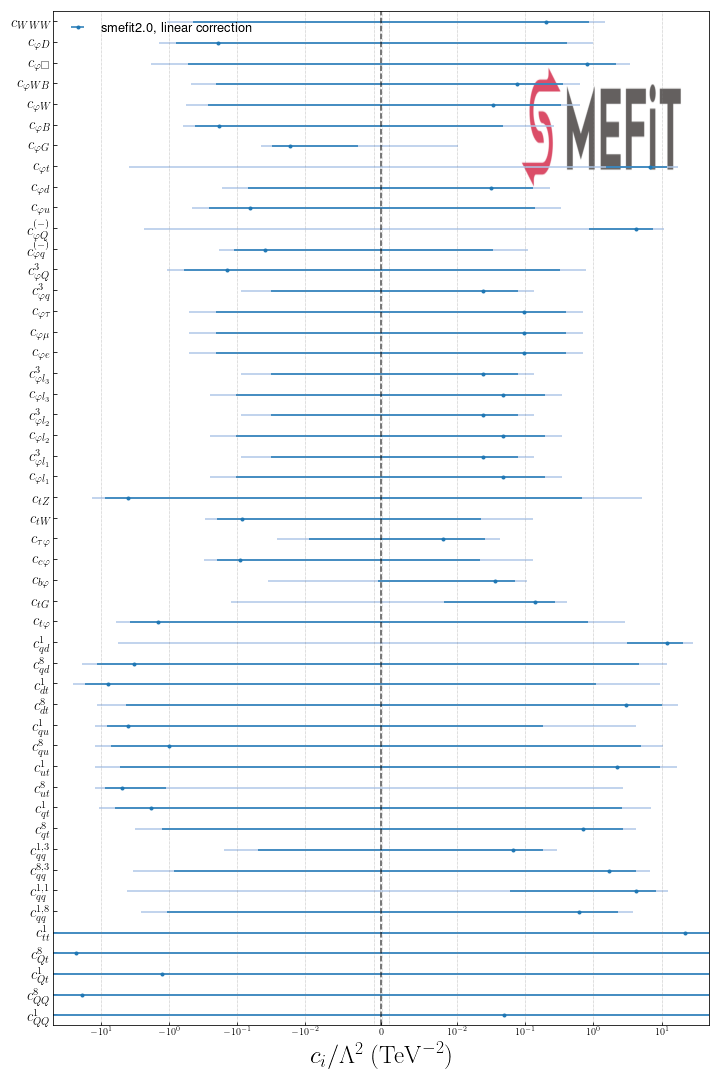 c_{WWW}
smefit2.0, linear correction
c_{φD}
c_{φ□}
c_{φWB}
c_{φW}
c_{φB}
c_{φG}
c_{φt}
c_{φd}
c_{φu}
c_{φQ}^{(-)}
c_{φq}^{(-)}
c_{φQ}^{3}
c_{φq}^{3}
c_{φτ}
c_{φμ}
c_{φe}
c_{φl_3}^{3}
c_{φl_3}
c_{φl_2}^{3}
c_{φl_2}
c_{φl_1}^{3}
c_{φl_1}
c_{tZ}
c_{tW}
c_{τφ}
c_{cφ}
c_{bφ}
c_{tG}
c_{tφ}
c_{qd}^{1}
c_{qd}^{8}
c_{dt}^{1}
c_{dt}^{8}
c_{qu}^{1}
c_{qu}^{8}
c_{ut}^{1}
c_{ut}^{8}
c_{qt}^{1}
c_{qt}^{8}
c_{qq}^{1,3}
c_{qq}^{8,3}
c_{qq}^{1,1}
c_{qq}^{1,8}
c_{tt}^{1}
c_{Qt}^{8}
c_{Qt}^{1}
c_{QQ}^{8}
c_{QQ}^{1}
SMEFiT
−10^1 −10^0 −10^{-1} −10^{-2} 0 10^{-2} 10^{-1} 10^0 10^1
c_i/Λ^2 (TeV^{-2})